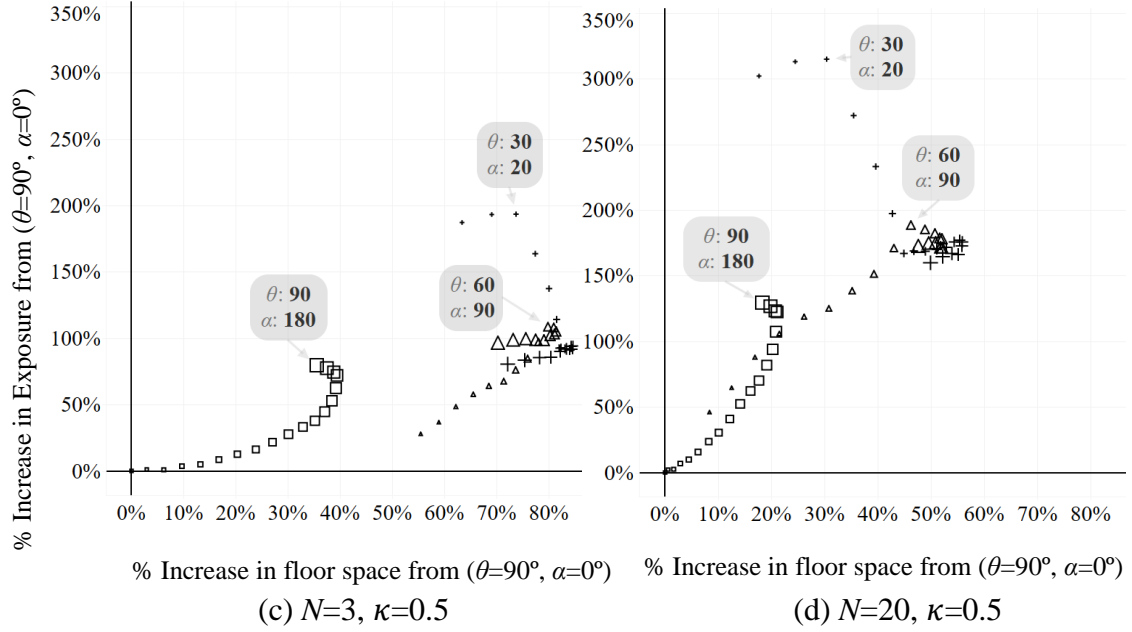 % Increase in Exposure from (θ=90º, α=0º)
350%
300%
250%
200%
150%
100%
50%
0%
θ: 30
α: 20
θ: 60
α: 90
θ: 90
α: 180
0% 10% 20% 30% 40% 50% 60% 70% 80%
% Increase in floor space from (θ=90º, α=0º)
(c) N=3, κ=0.5
350%
300%
250%
200%
150%
100%
50%
0%
θ: 30
α: 20
θ: 60
α: 90
θ: 90
α: 180
0% 10% 20% 30% 40% 50% 60% 70% 80%
% Increase in floor space from (θ=90º, α=0º)
(d) N=20, κ=0.5